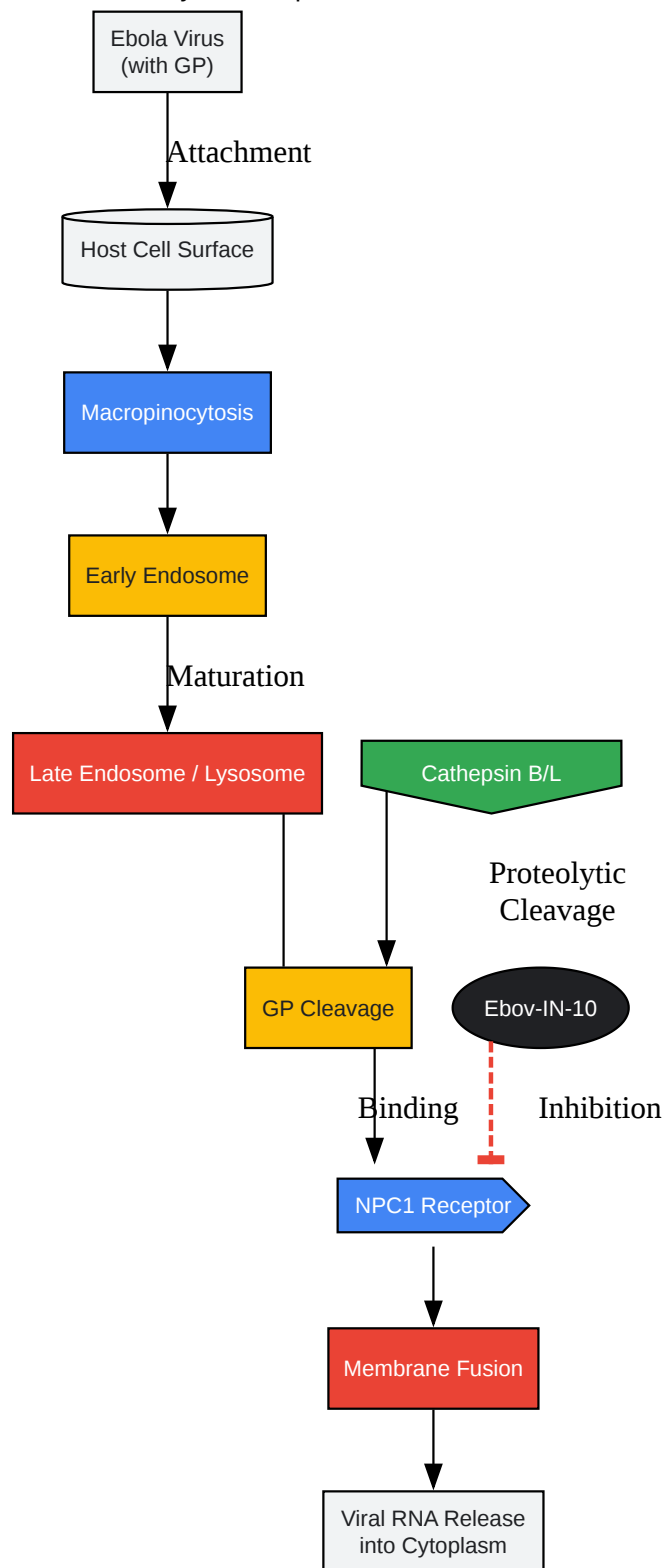 Ebola Virus
(with GP)
Attachment
Host Cell Surface
Macropinocytosis
Early Endosome
Maturation
Late Endosome / Lysosome
Cathepsin B/L
Proteolytic
Cleavage
GP Cleavage
Ebov-IN-10
Binding
Inhibition
NPC1 Receptor
Membrane Fusion
Viral RNA Release
into Cytoplasm